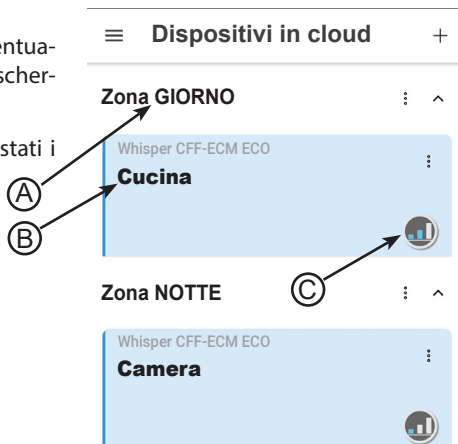 entua-
scher-
stati i
Dispositivi in cloud
Zona GIORNO
Whisper CFF-ECM ECO
Cucina
A
B
C
Zona NOTTE
Whisper CFF-ECM ECO
Camera